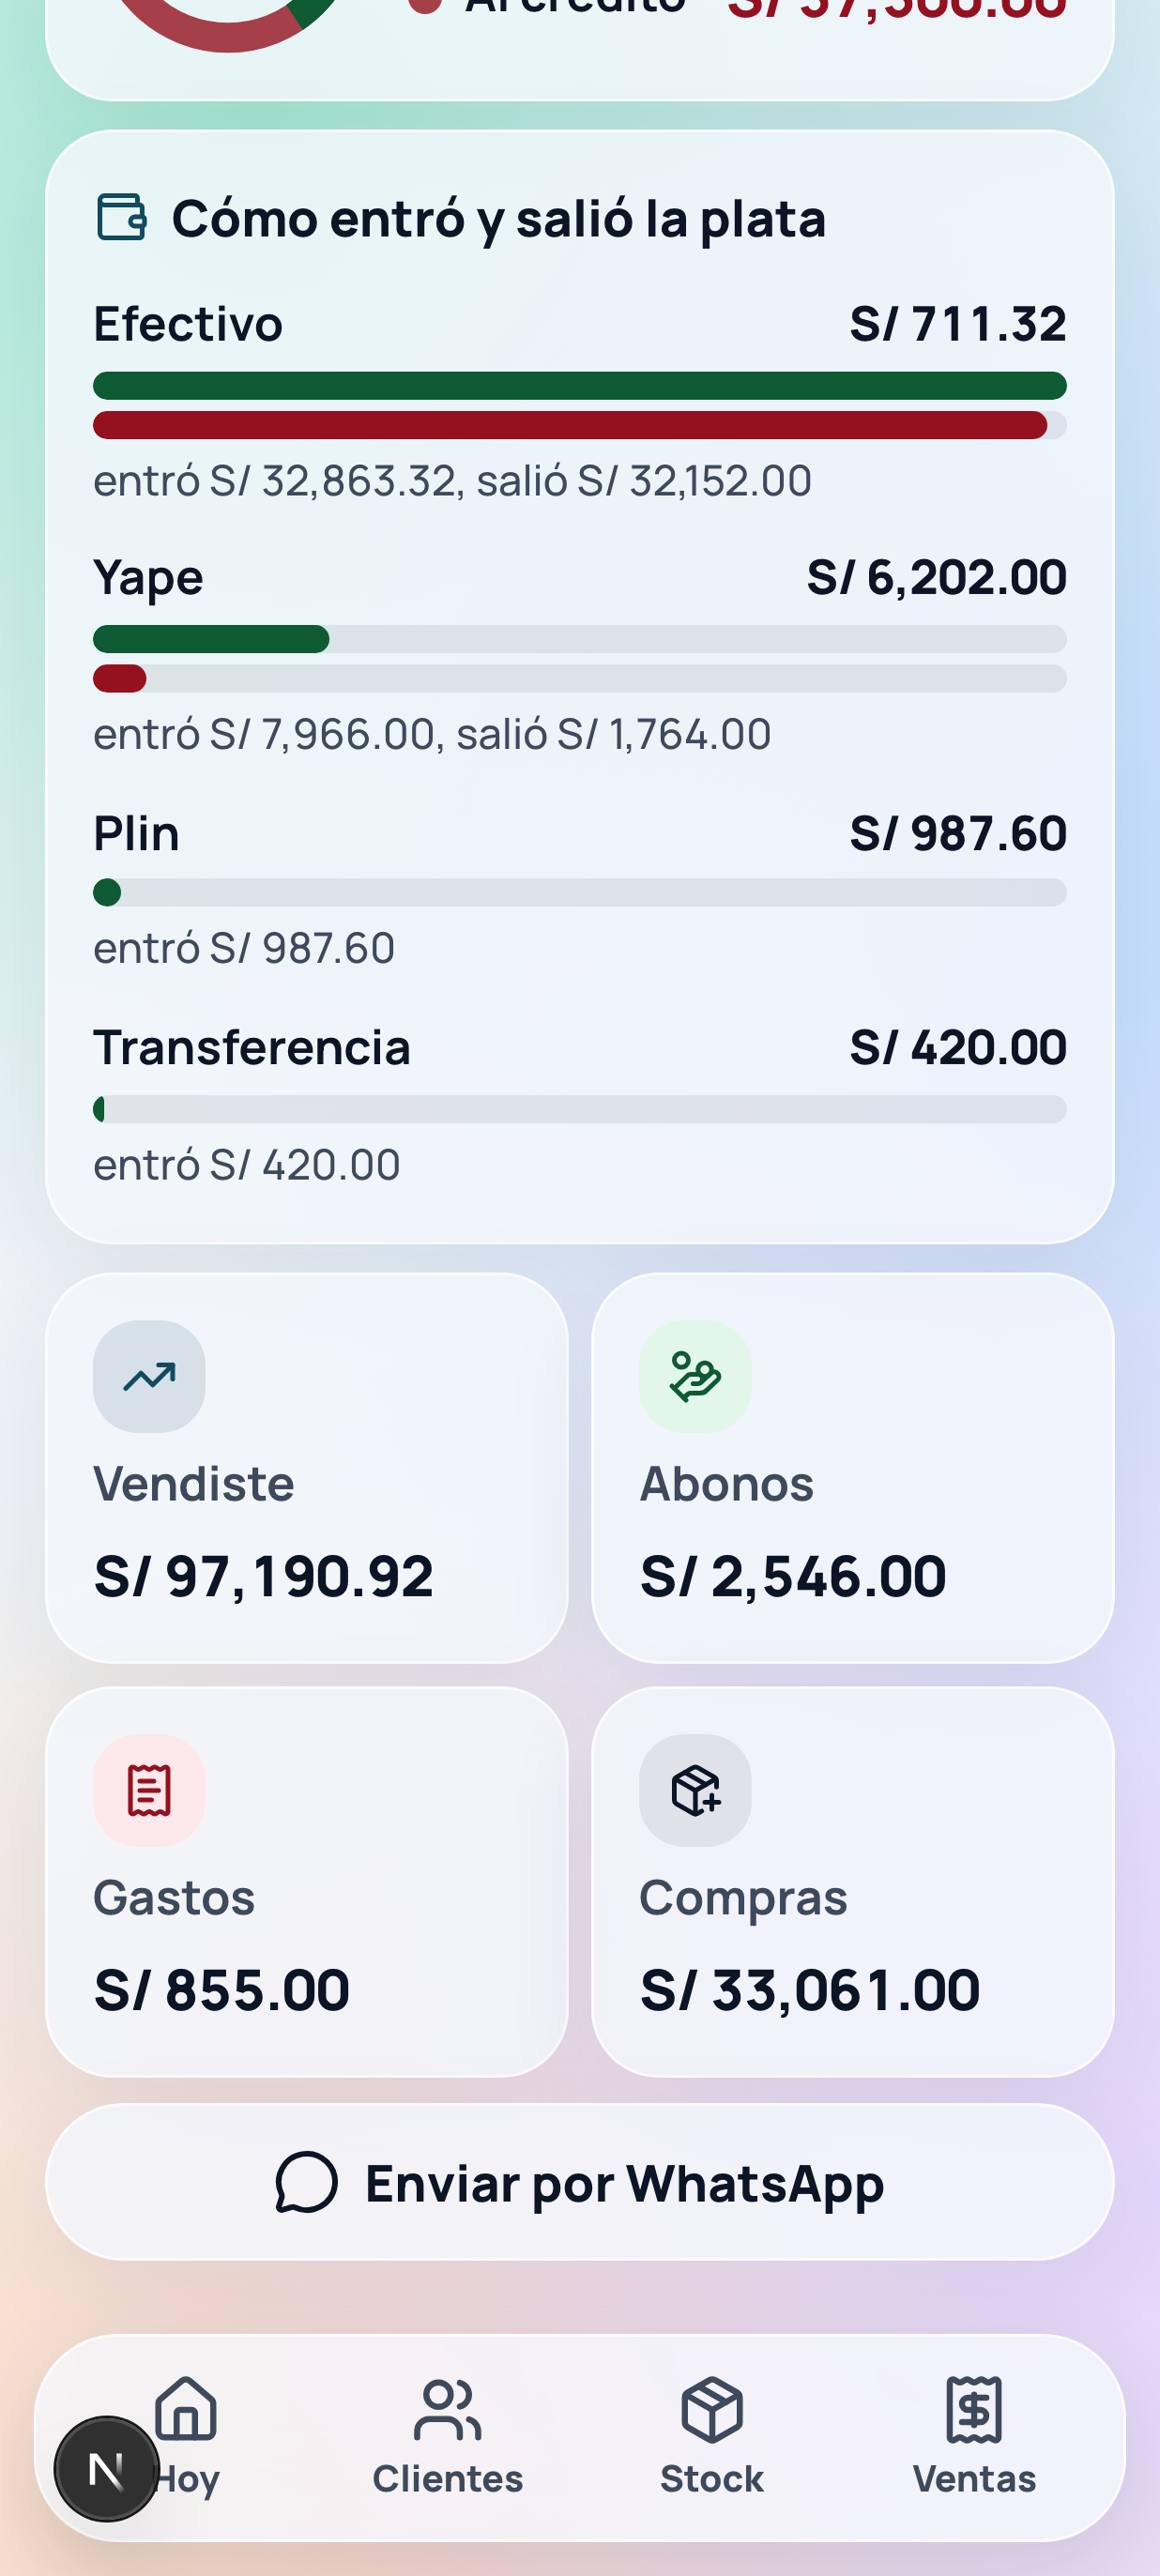 Al crédito
Cómo entró y salió la plata
Efectivo S/ 711.32
entró S/ 32,863.32, salió S/ 32,152.00
Yape S/ 6,202.00
entró S/ 7,966.00, salió S/ 1,764.00
Plin S/ 987.60
entró S/ 987.60
Transferencia S/ 420.00
entró S/ 420.00
Vendiste
S/ 97,190.92
Abonos
S/ 2,546.00
Gastos
S/ 855.00
Compras
S/ 33,061.00
Enviar por WhatsApp
N
Hoy
Clientes
Stock
Ventas